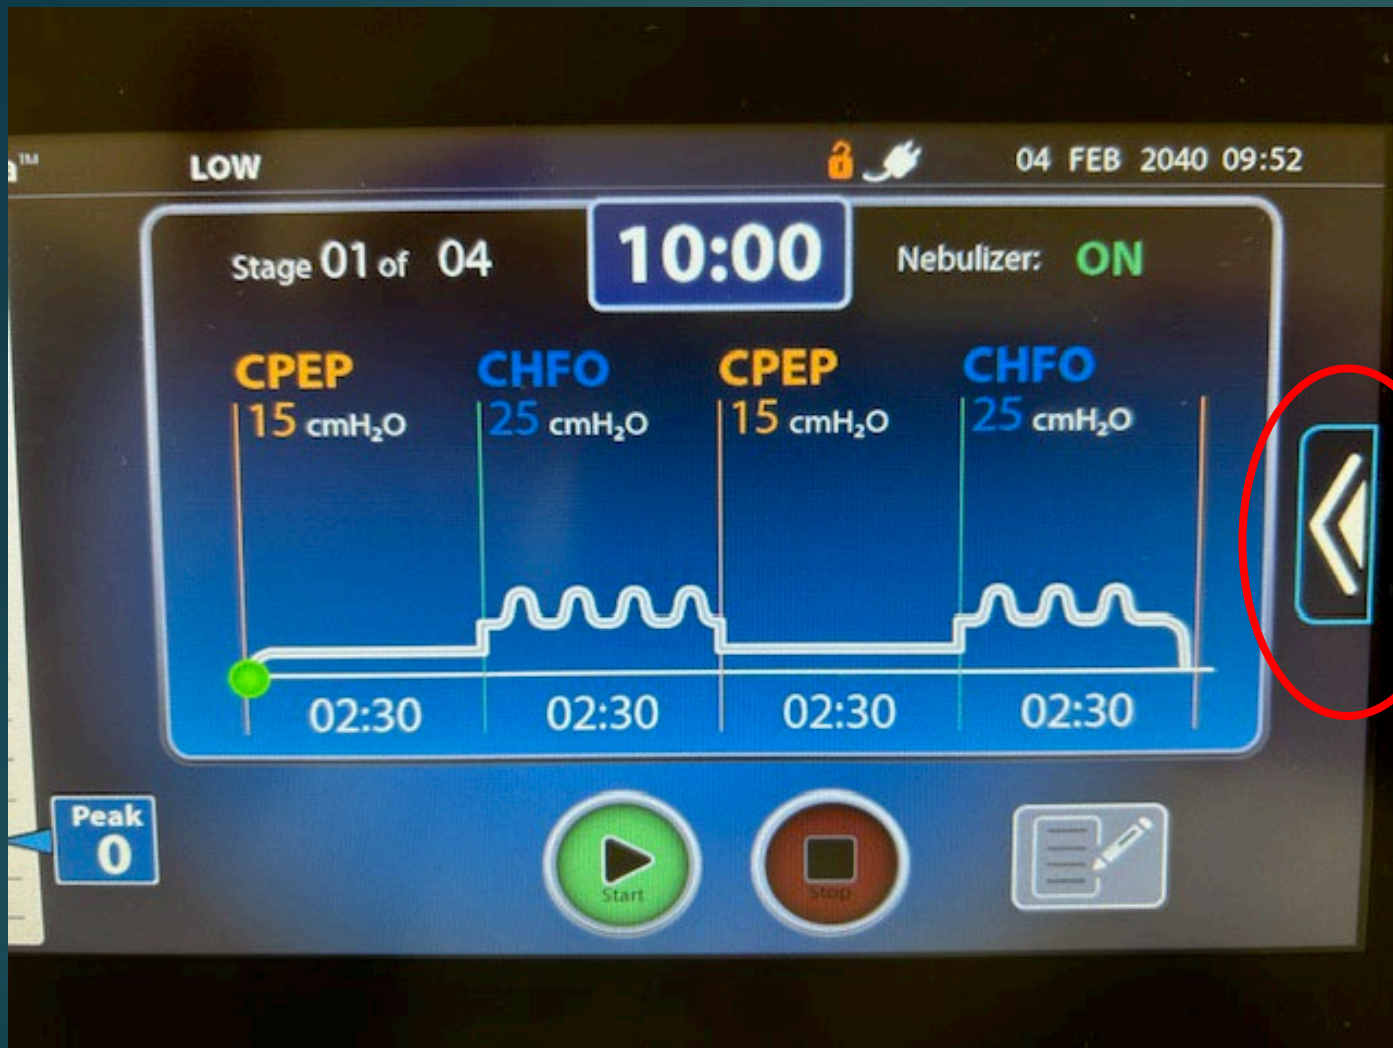 a™ LOW 04 FEB 2040 09:52
Stage 01 of 04 10:00 Nebulizer: ON
CPEP CHFO CPEP CHFO
15 cmH₂O 25 cmH₂O 15 cmH₂O 25 cmH₂O
02:30 02:30 02:30 02:30
Peak
0
Start Stop